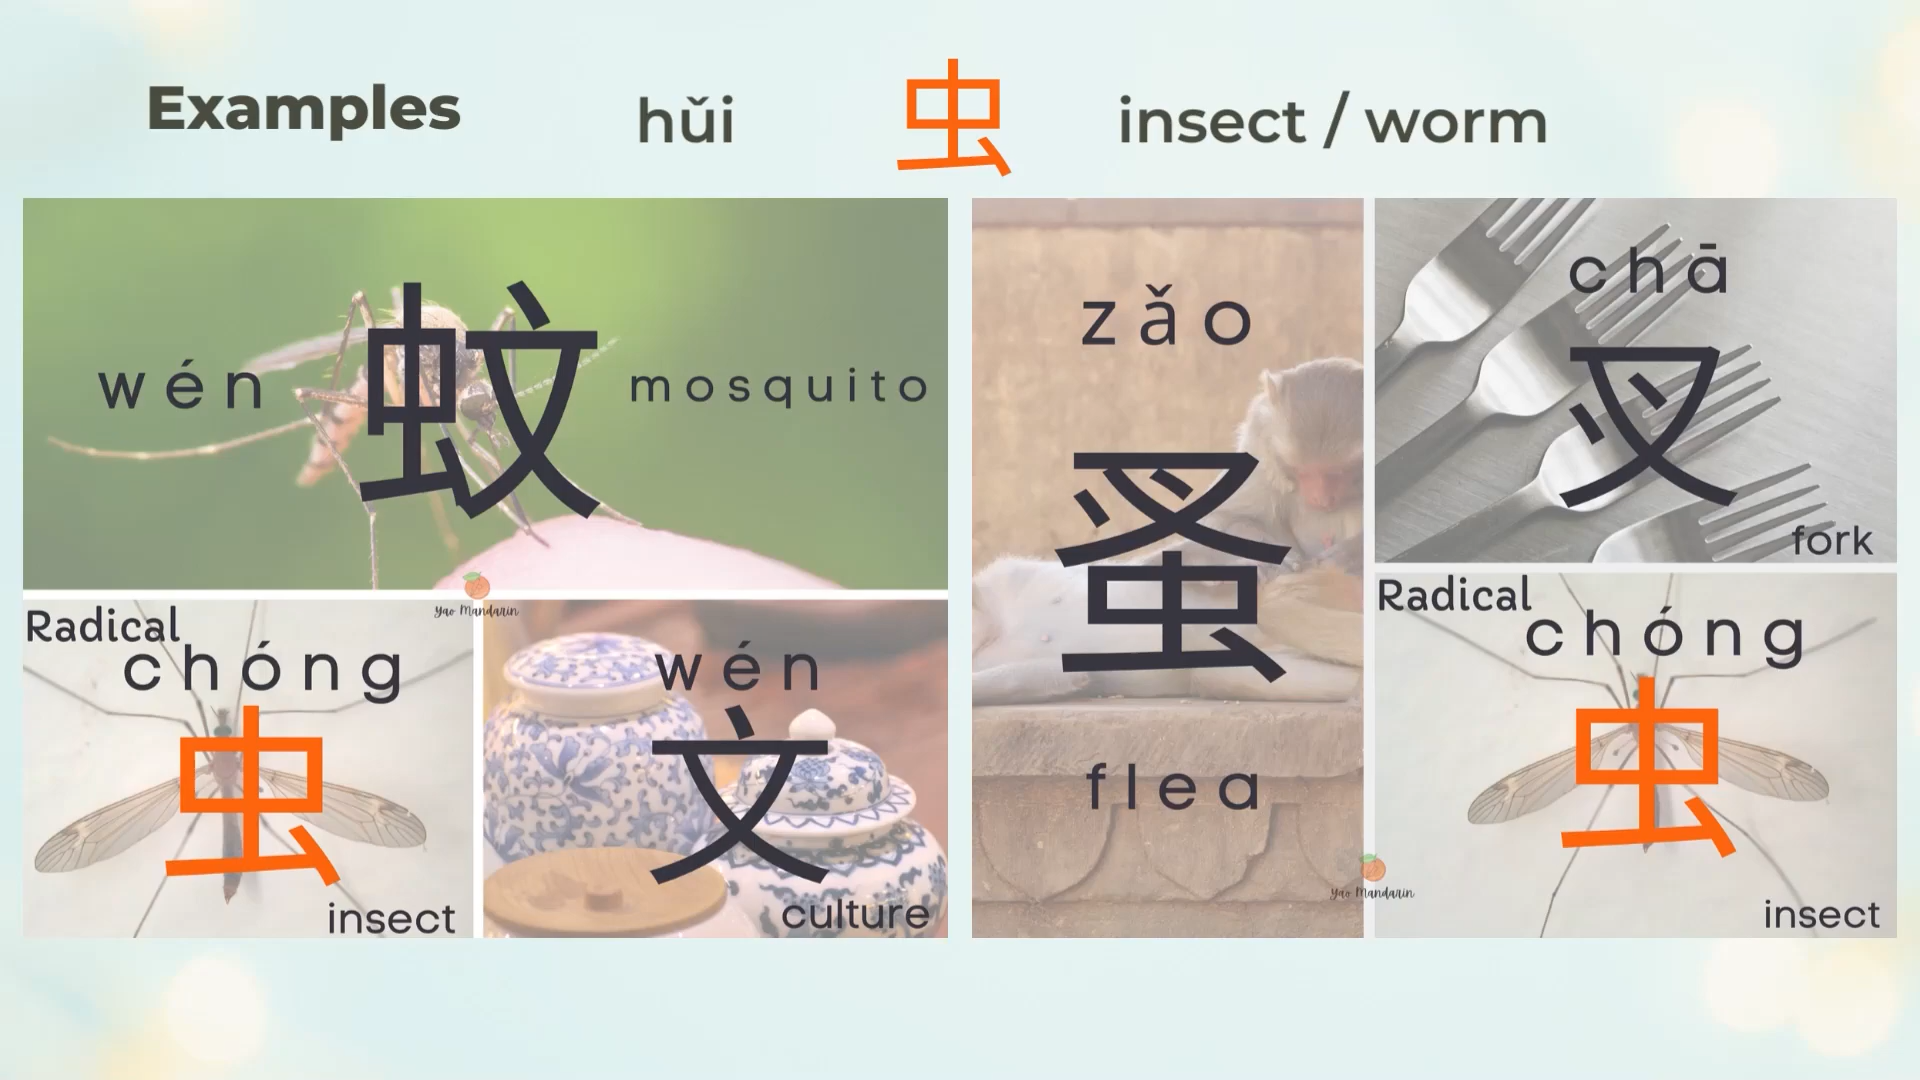 Examples
hǔi 虫 insect / worm
wén 蚊 mosquito
Radical
chóng
虫
insect
wén
文
culture
Yao Mandarin
zǎo
蚤
flea
chā
叉
fork
Radical
chóng
虫
insect
Yao Mandarin